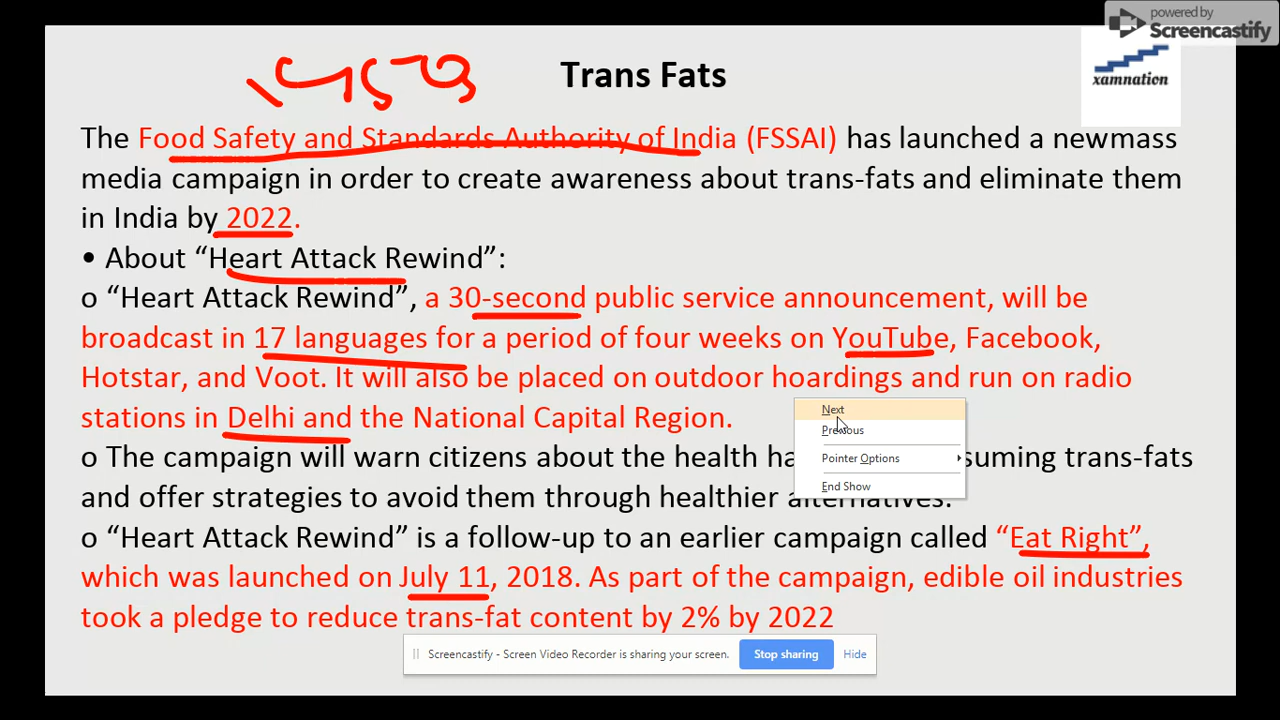 powered by
Screencastify
Trans Fats
xamnation
The Food Safety and Standards Authority of India (FSSAI) has launched a newmass
media campaign in order to create awareness about trans-fats and eliminate them
in India by 2022.
• About “Heart Attack Rewind”:
o “Heart Attack Rewind”, a 30-second public service announcement, will be
broadcast in 17 languages for a period of four weeks on YouTube, Facebook,
Hotstar, and Voot. It will also be placed on outdoor hoardings and run on radio
stations in Delhi and the National Capital Region.
Next
Previous
Pointer Options
End Show
o The campaign will warn citizens about the health ha suming trans-fats
and offer strategies to avoid them through healthier alternatives.
o “Heart Attack Rewind” is a follow-up to an earlier campaign called “Eat Right”,
which was launched on July 11, 2018. As part of the campaign, edible oil industries
took a pledge to reduce trans-fat content by 2% by 2022
Screencastify - Screen Video Recorder is sharing your screen. Stop sharing Hide